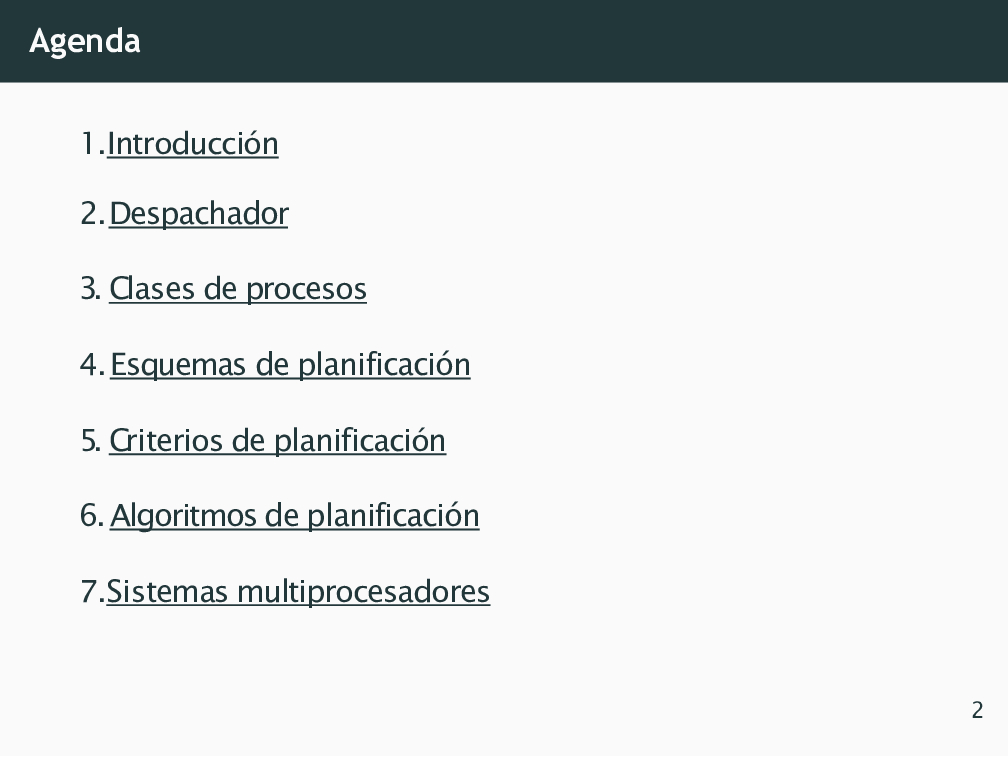 Agenda
1.Introducción
2. Despachador
3. Clases de procesos
4. Esquemas de planificación
5. Criterios de planificación
6. Algoritmos de planificación
7.Sistemas multiprocesadores
2